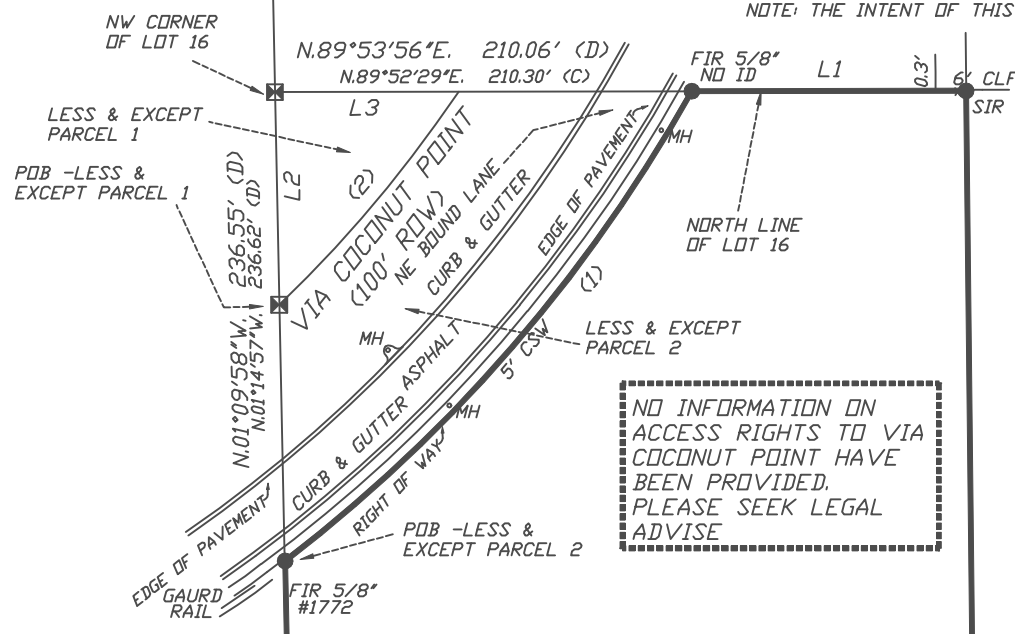 NOTE: THE INTENT OF THIS
NW CORNER
OF LOT 16
N.89°53'56"E. 210.06' (D)
N.89°52'29"E. 210.30' (C)
L3
FIR 5/8"
NO ID
L1
0.3'
6' CLF
SIR
LESS & EXCEPT
PARCEL 1
POB -LESS &
EXCEPT PARCEL 1
N.01°09'58"W. 236.55' (D)
N.01°14'57"W. 236.62' (D)
L2
(2)
VIA COCONUT POINT
(100' ROW)
NE BOUND LANE
CURB & GUTTER
EDGE OF PAVEMENT
MH
NORTH LINE
OF LOT 16
(1)
LESS & EXCEPT
PARCEL 2
MH
ASPHALT
5' CSW
MH
CURB & GUTTER
RIGHT OF WAY
EDGE OF PAVEMENT
NO INFORMATION ON
ACCESS RIGHTS TO VIA
COCONUT POINT HAVE
BEEN PROVIDED.
PLEASE SEEK LEGAL
ADVISE
POB -LESS &
EXCEPT PARCEL 2
GAURD
RAIL
FIR 5/8"
#1772